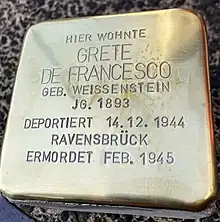 HIER WOHNTE
GRETE
DE FRANCESCO
GEB. WEISSENSTEIN
JG. 1893
DEPORTIERT 14.12.1944
RAVENSBRÜCK
ERMORDET FEB. 1945